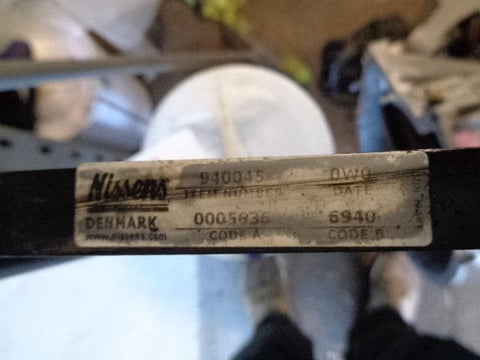 Nissens 940045 0W0
ITEM NUMBER DATE
DENMARK 0005636 6940
www.nissens.com CODE A CODE B